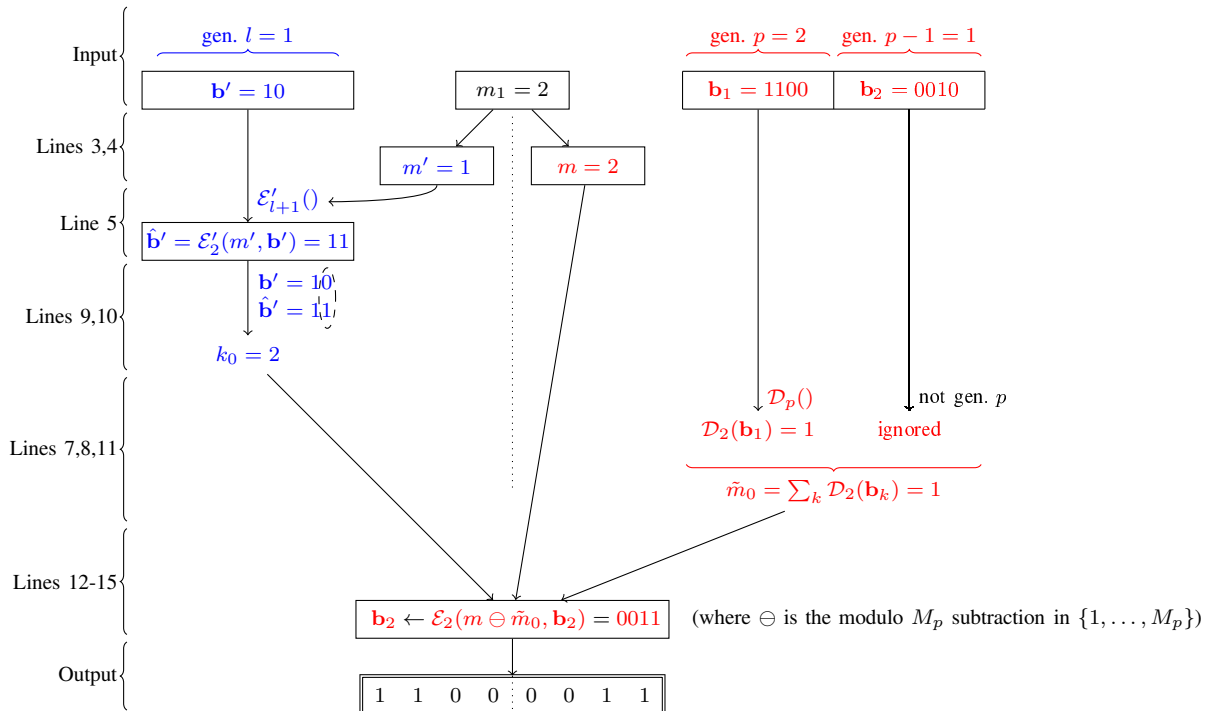 gen. l = 1
gen. p = 2
gen. p − 1 = 1
Input
b′ = 10
m₁ = 2
b₁ = 1100
b₂ = 0010
Lines 3,4
m′ = 1
m = 2
Line 5
ℰ′ₗ₊₁()
b̂′ = ℰ′₂(m′, b′) = 11
b′ = 10
b̂′ = 11
Lines 9,10
k₀ = 2
𝒟ₚ()
not gen. p
Lines 7,8,11
𝒟₂(b₁) = 1
ignored
m̃₀ = ∑ₖ 𝒟₂(bₖ) = 1
Lines 12-15
b₂ ← ℰ₂(m ⊖ m̃₀, b₂) = 0011
(where ⊖ is the modulo Mₚ subtraction in {1, . . . , Mₚ})
Output
1 1 0 0 0 0 1 1